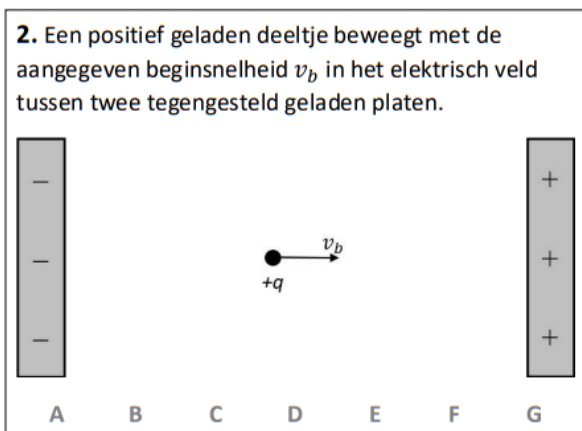 2. Een positief geladen deeltje beweegt met de
aangegeven beginsnelheid v_b in het elektrisch veld
tussen twee tegengesteld geladen platen.
− +
v_b
− +
+q
− +
A B C D E F G